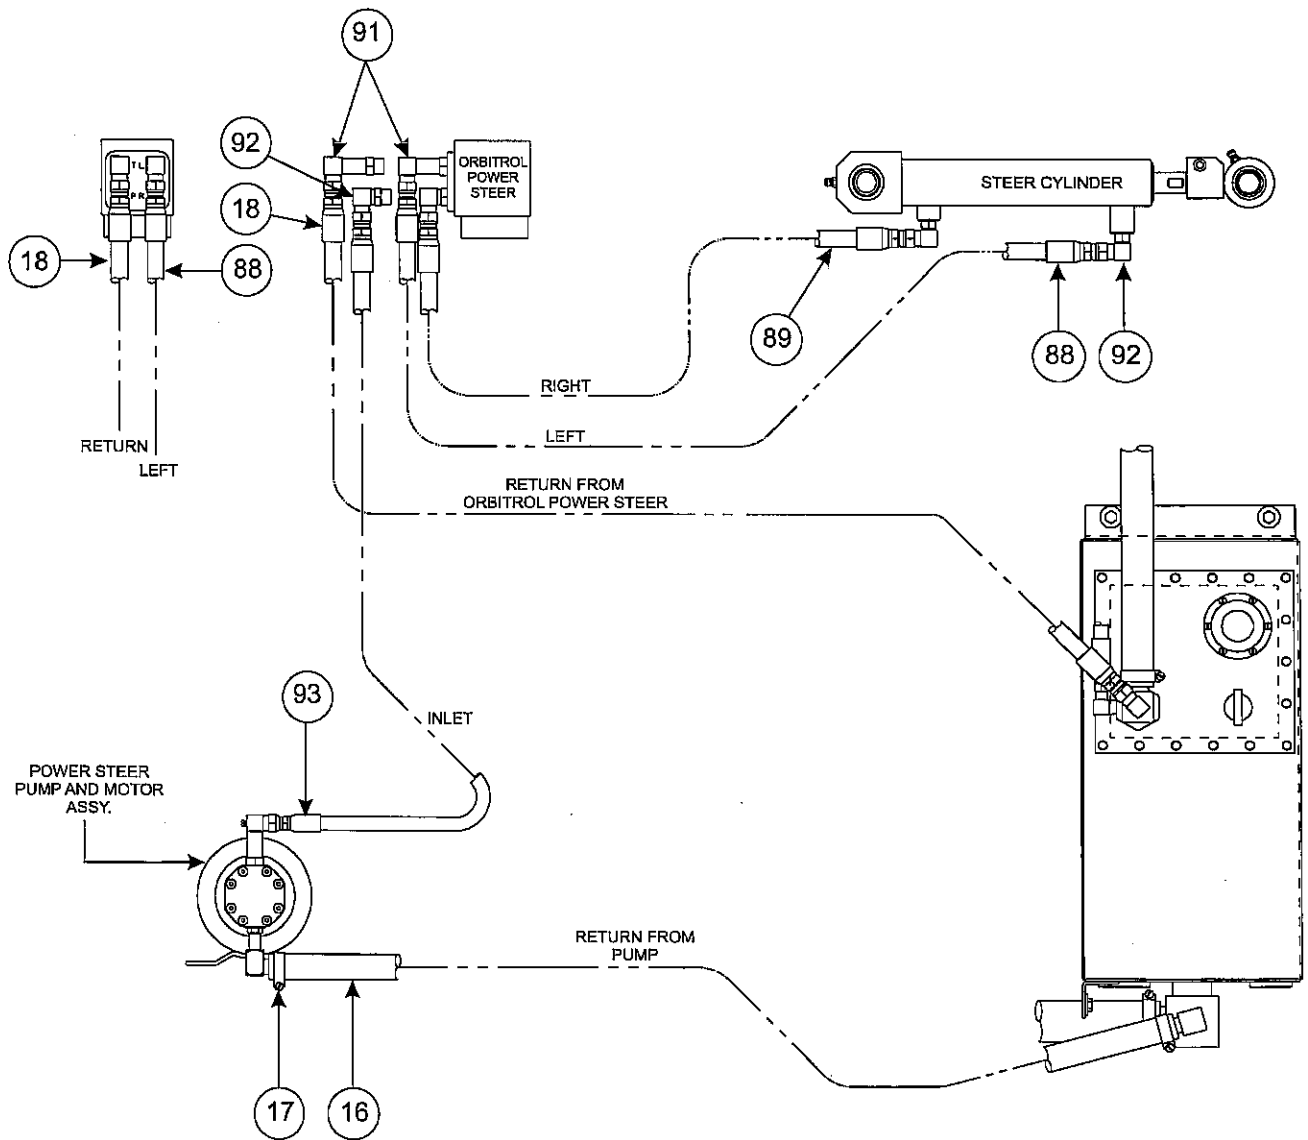 91
92
18
T L
P R
18
88
ORBITROL
POWER
STEER
STEER CYLINDER
89
88
92
RIGHT
LEFT
RETURN
LEFT
RETURN FROM
ORBITROL POWER STEER
93
INLET
POWER STEER
PUMP AND MOTOR
ASSY.
RETURN FROM
PUMP
17
16